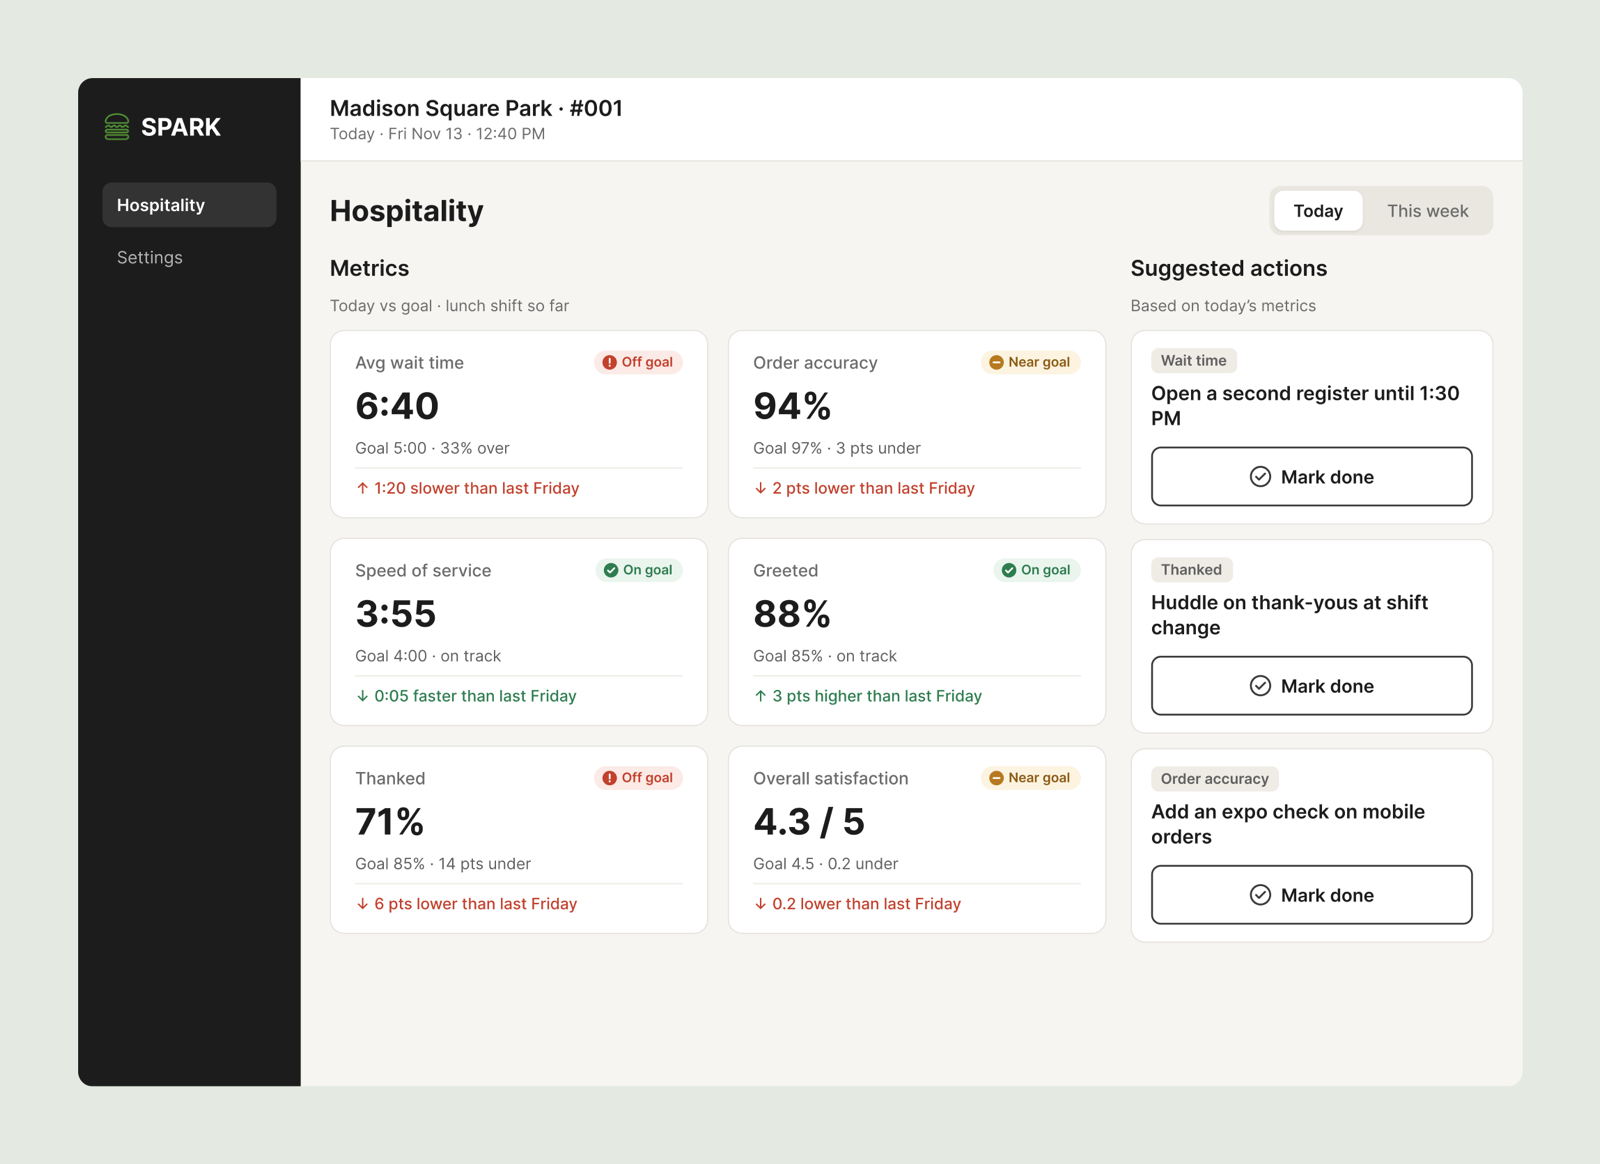 SPARK
Hospitality
Settings
Madison Square Park · #001
Today · Fri Nov 13 · 12:40 PM
Hospitality
Today
This week
Metrics
Today vs goal · lunch shift so far
Avg wait time
Off goal
6:40
Goal 5:00 · 33% over
↑ 1:20 slower than last Friday
Order accuracy
Near goal
94%
Goal 97% · 3 pts under
↓ 2 pts lower than last Friday
Speed of service
On goal
3:55
Goal 4:00 · on track
↓ 0:05 faster than last Friday
Greeted
On goal
88%
Goal 85% · on track
↑ 3 pts higher than last Friday
Thanked
Off goal
71%
Goal 85% · 14 pts under
↓ 6 pts lower than last Friday
Overall satisfaction
Near goal
4.3 / 5
Goal 4.5 · 0.2 under
↓ 0.2 lower than last Friday
Suggested actions
Based on today’s metrics
Wait time
Open a second register until 1:30
PM
Mark done
Thanked
Huddle on thank-yous at shift
change
Mark done
Order accuracy
Add an expo check on mobile
orders
Mark done